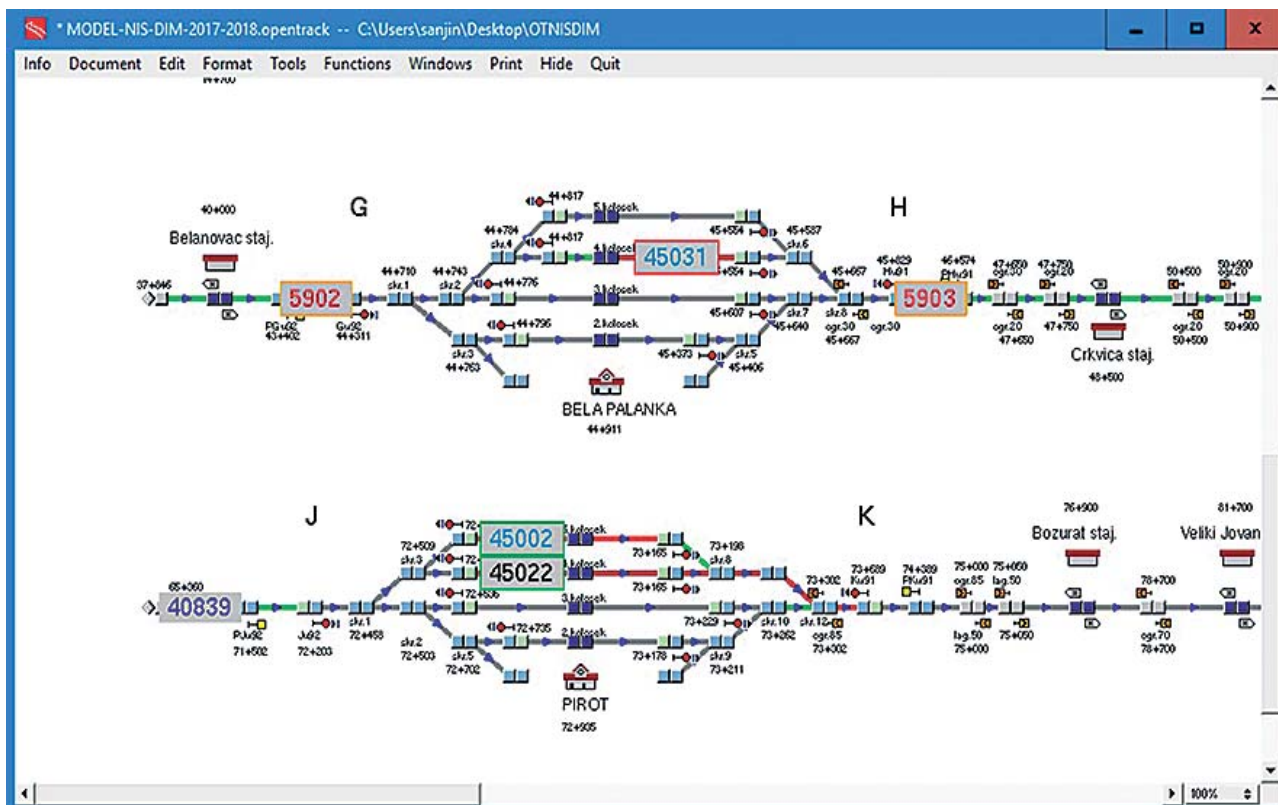 * MODEL-NIS-DIM-2017-2018.opentrack -- C:\Users\sanjin\Desktop\OTNISDIM
Info Document Edit Format Tools Functions Windows Print Hide Quit
G
H
40+000
Belanovac staj.
37+846
5902
43+402
44+311
44+710
skr.1
44+743
skr.2
44+784
skr.4
44+817
44+817
44+776
44+796
skr.3
44+763
5.kolosek
4.kolosek
45031
3.kolosek
2.kolosek
45+554
45+587
skr.6
45+607
skr.7
45+640
45+373
skr.5
45+406
BELA PALANKA
44+911
45+667
skr.8
ogr.30
45+667
45+829
ogr.30
45+574
5903
47+650
ogr.30
ogr.20
47+650
47+750
ogr.20
47+750
Crkvica staj.
48+500
50+500
ogr.20
50+500
50+900
ogr.20
50+900
J
K
65+060
40839
PJu92
71+502
Ju92
72+203
skr.1
72+458
72+509
skr.3
skr.2
72+503
skr.5
72+702
72+735
45002
45022
3.kolosek
2.kolosek
73+165
73+165
73+198
skr.8
73+229
73+178
skr.10
73+262
skr.9
73+211
PIROT
72+935
73+302
skr.12
ogr.85
73+302
73+689
Ku91
74+389
PKu91
75+000
ogr.85
lag.50
75+000
75+050
lag.50
75+050
76+900
Bozurat staj.
78+700
ogr.70
78+700
81+700
Veliki Jovan
100%